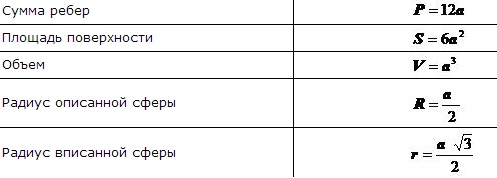 Сумма ребер P = 12a
Площадь поверхности S = 6a²
Объем V = a³
Радиус описанной сферы R = a/2
Радиус вписанной сферы r = a √3/2